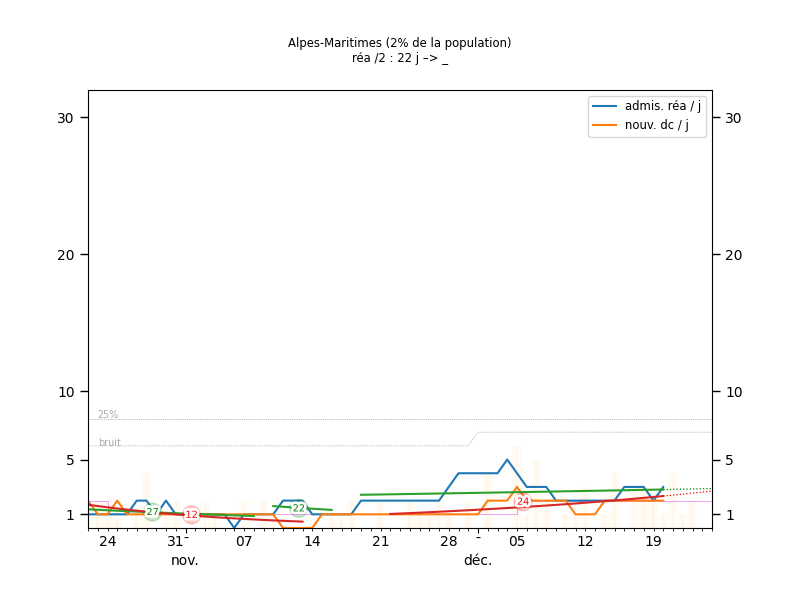 Alpes-Maritimes (2% de la population)
réa /2 : 22 j –> _
admis. réa / j
nouv. dc / j
30 30
20 20
10 10
25%
bruit
5 5
24
27 12 22
1 1
24 31 07 14 21 28 05 12 19
nov. déc.